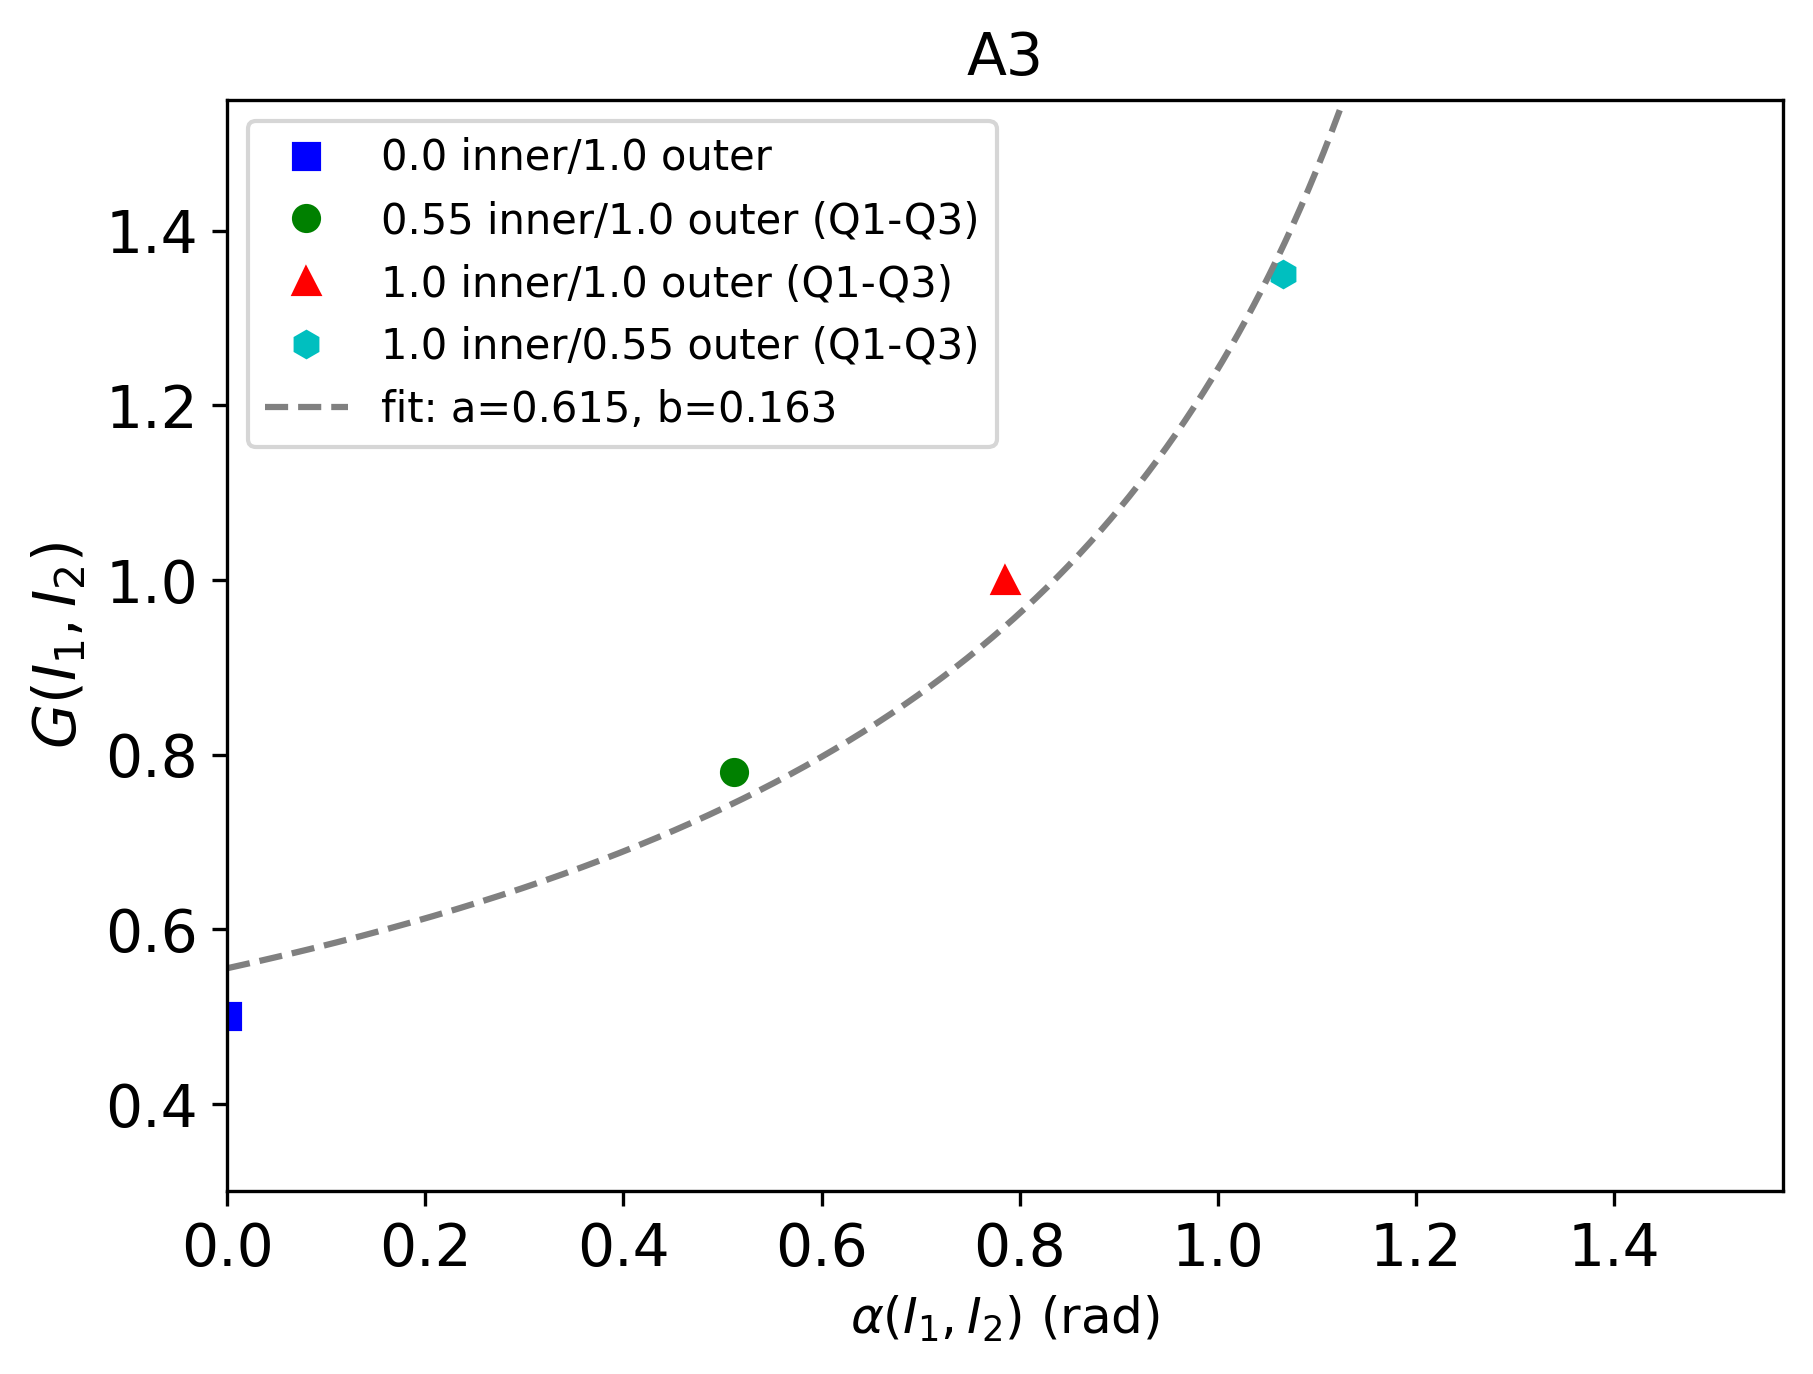 A3
0.0 inner/1.0 outer
0.55 inner/1.0 outer (Q1-Q3)
1.0 inner/1.0 outer (Q1-Q3)
1.0 inner/0.55 outer (Q1-Q3)
fit: a=0.615, b=0.163
G(I₁, I₂)
1.4
1.2
1.0
0.8
0.6
0.4
0.0 0.2 0.4 0.6 0.8 1.0 1.2 1.4
α(I₁, I₂) (rad)